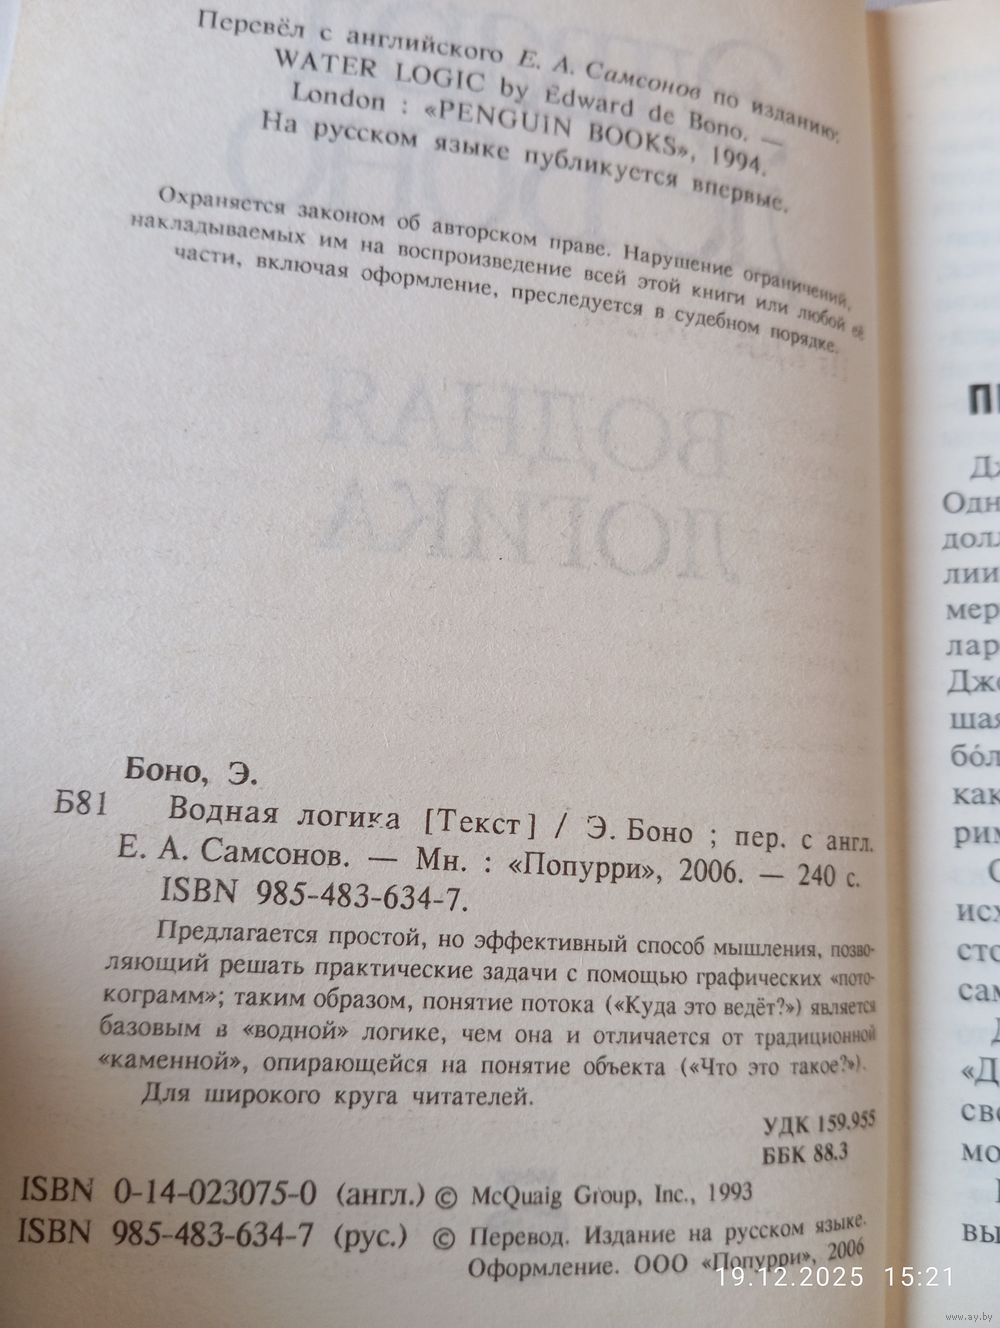 Перевёл с английского Е. А. Самсонов по изданию:
WATER LOGIC by Edward de Bono. —
London : «PENGUIN BOOKS», 1994.
На русском языке публикуется впервые.
Охраняется законом об авторском праве. Нарушение ограничений,
накладываемых им на воспроизведение всей этой книги или любой её
части, включая оформление, преследуется в судебном порядке.
ВОДНАЯ
ЛОГИКА
Боно, Э.
Б81 Водная логика [Текст] / Э. Боно ; пер. с англ.
Е. А. Самсонов. — Мн. : «Попурри», 2006. — 240 с.
ISBN 985-483-634-7.
Предлагается простой, но эффективный способ мышления, позво-
ляющий решать практические задачи с помощью графических «пото-
кограмм»; таким образом, понятие потока («Куда это ведёт?») является
базовым в «водной» логике, чем она и отличается от традиционной
«каменной», опирающейся на понятие объекта («Что это такое?»).
Для широкого круга читателей.
УДК 159.955
ББК 88.3
ISBN 0-14-023075-0 (англ.) © McQuaig Group, Inc., 1993
ISBN 985-483-634-7 (рус.) © Перевод. Издание на русском языке.
Оформление. ООО «Попурри», 2006
19.12.2025 15:21
www.ay.by